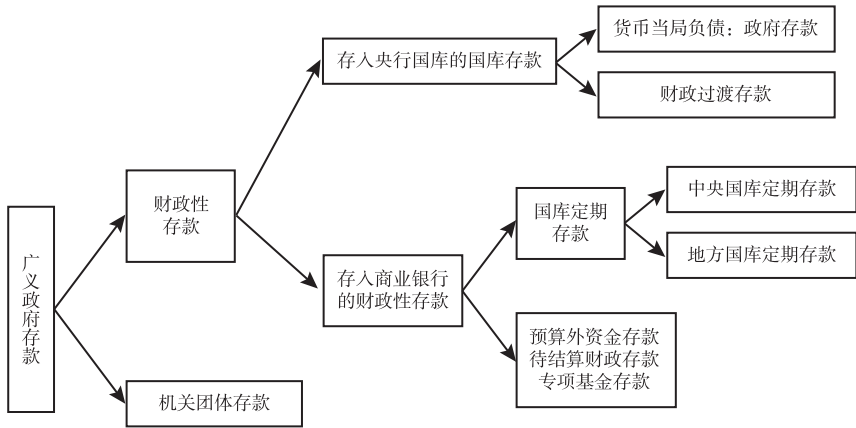 货币当局负债：政府存款
存入央行国库的国库存款
财政过渡存款
财政性
存款
中央国库定期存款
国库定期
存款
地方国库定期存款
广义政府存款
存入商业银行
的财政性存款
预算外资金存款
待结算财政存款
专项基金存款
机关团体存款